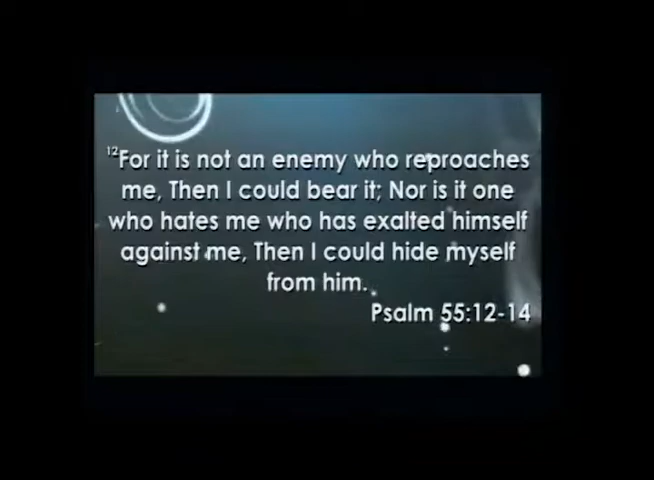 12For it is not an enemy who reproaches
me, Then I could bear it; Nor is it one
who hates me who has exalted himself
against me, Then I could hide myself
from him.
Psalm 55:12-14